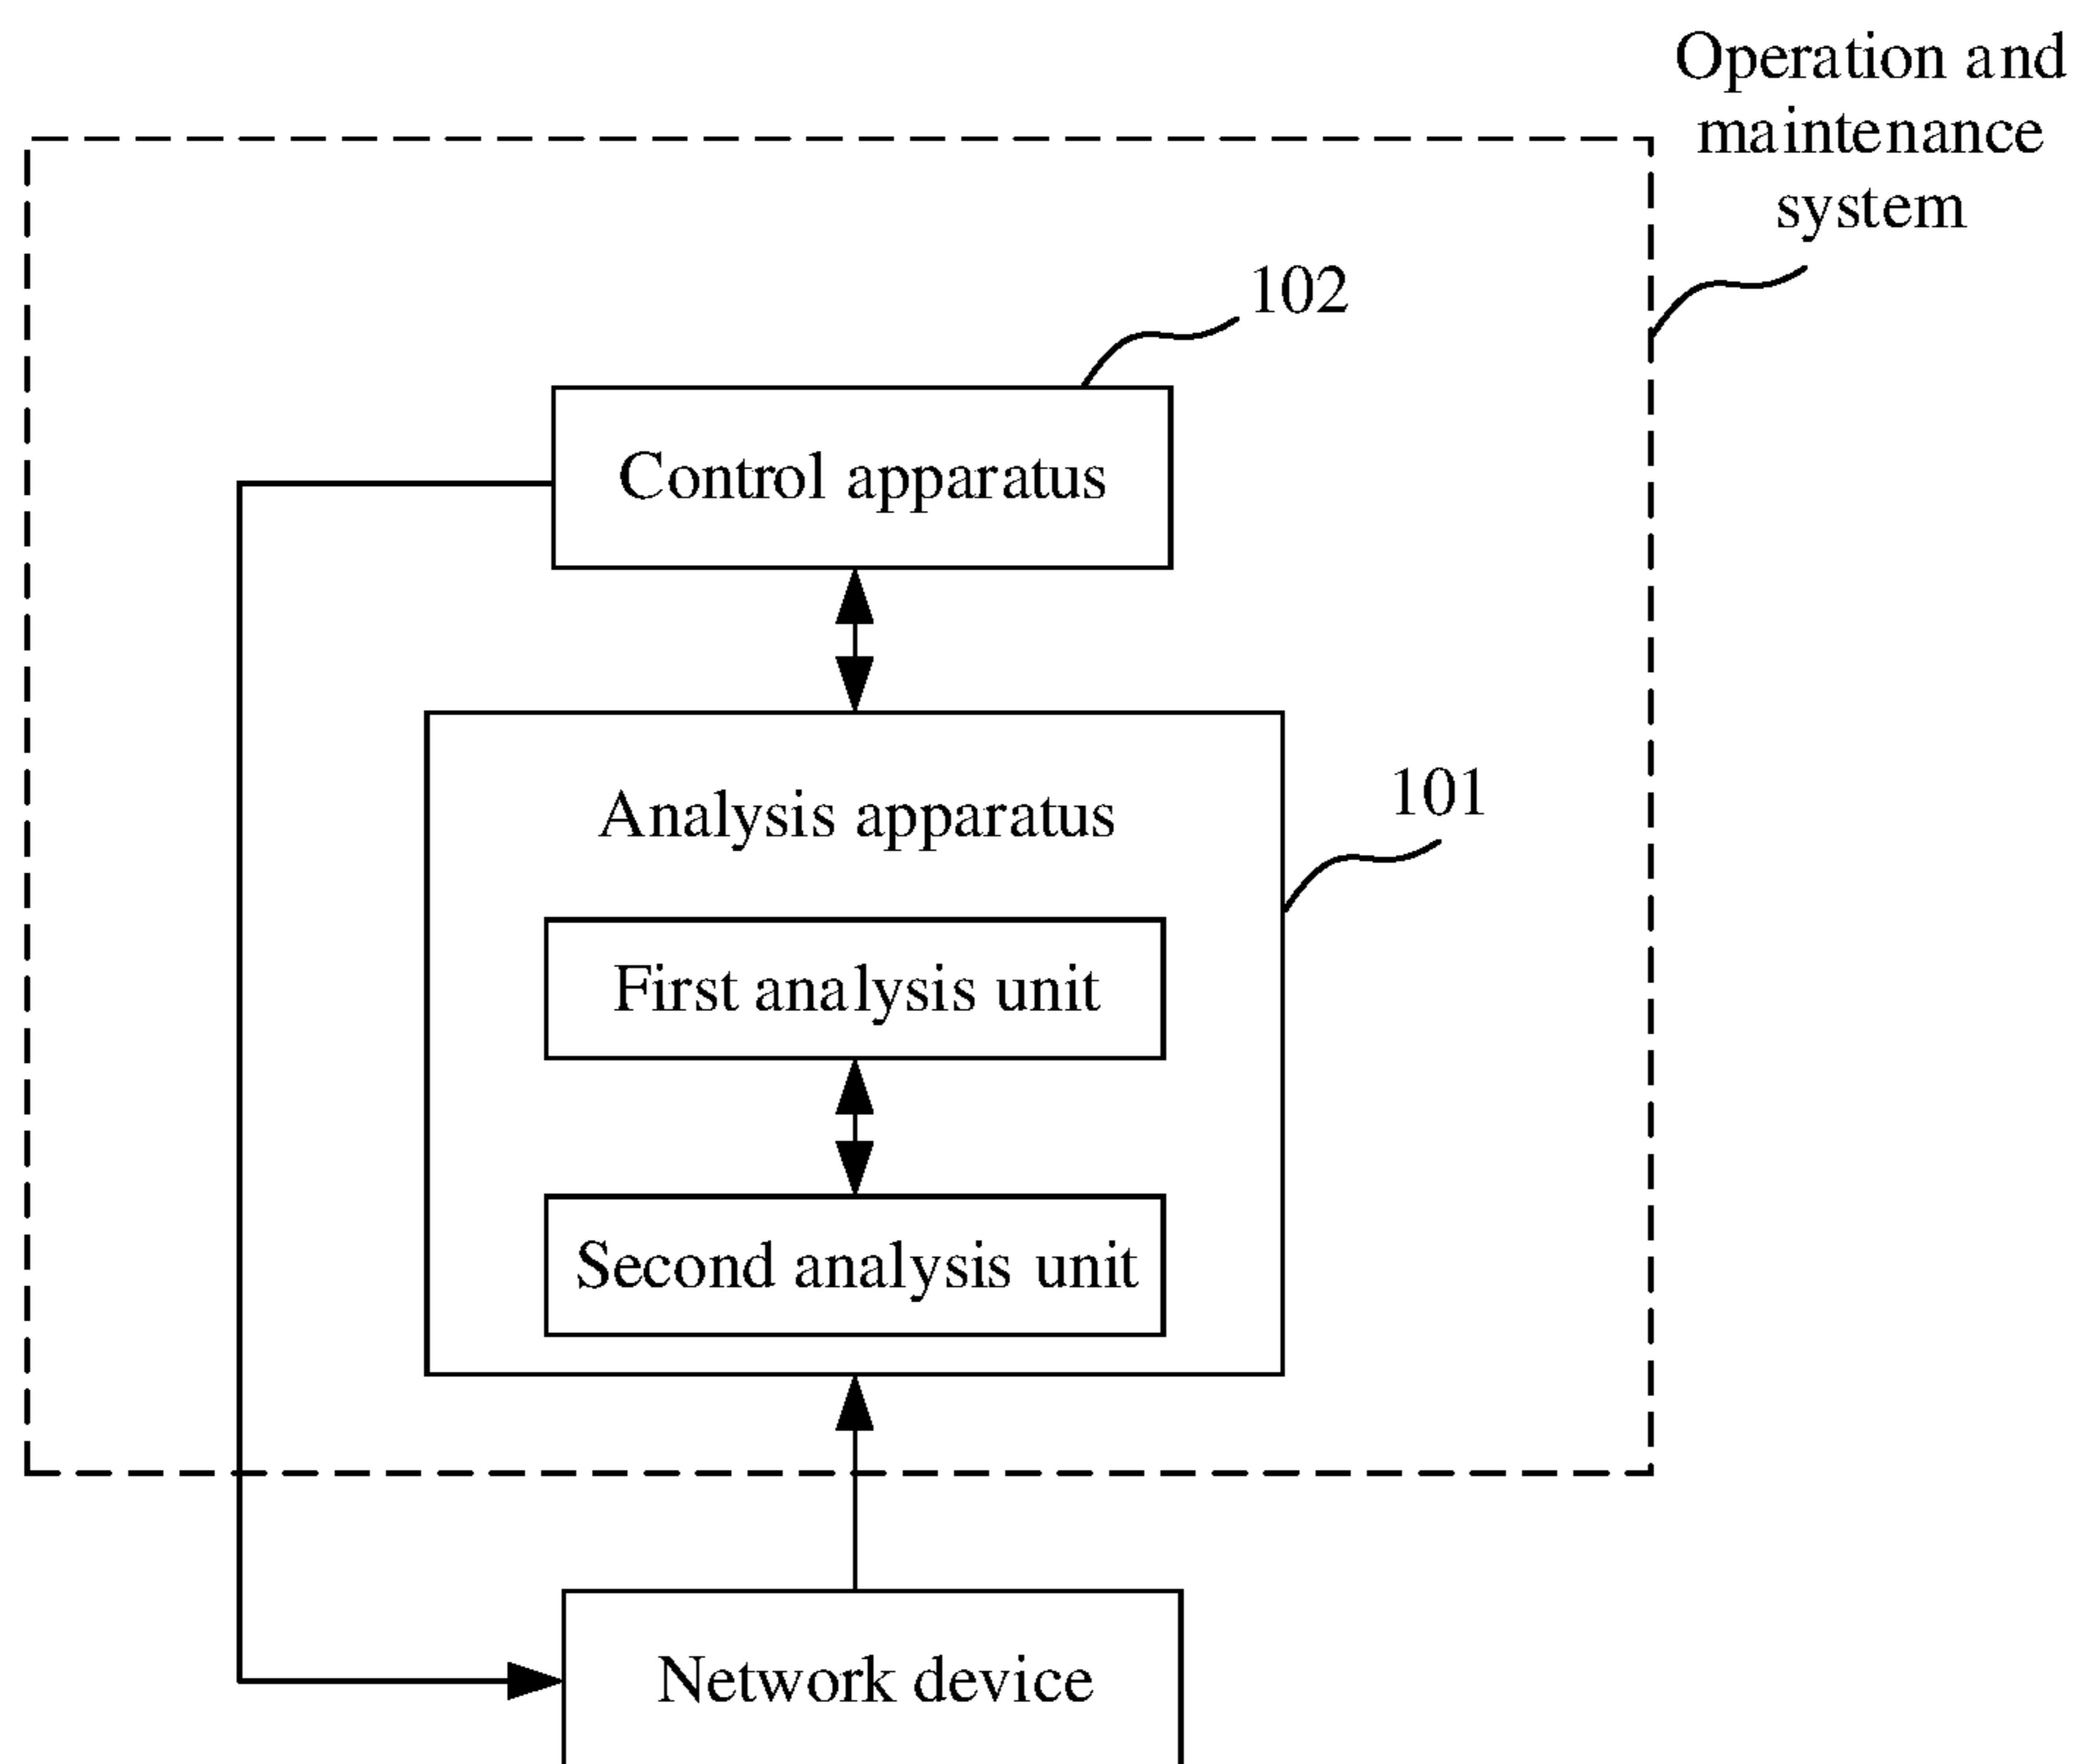 Operation and
maintenance
system
102
Control apparatus
Analysis apparatus
101
First analysis unit
Second analysis unit
Network device